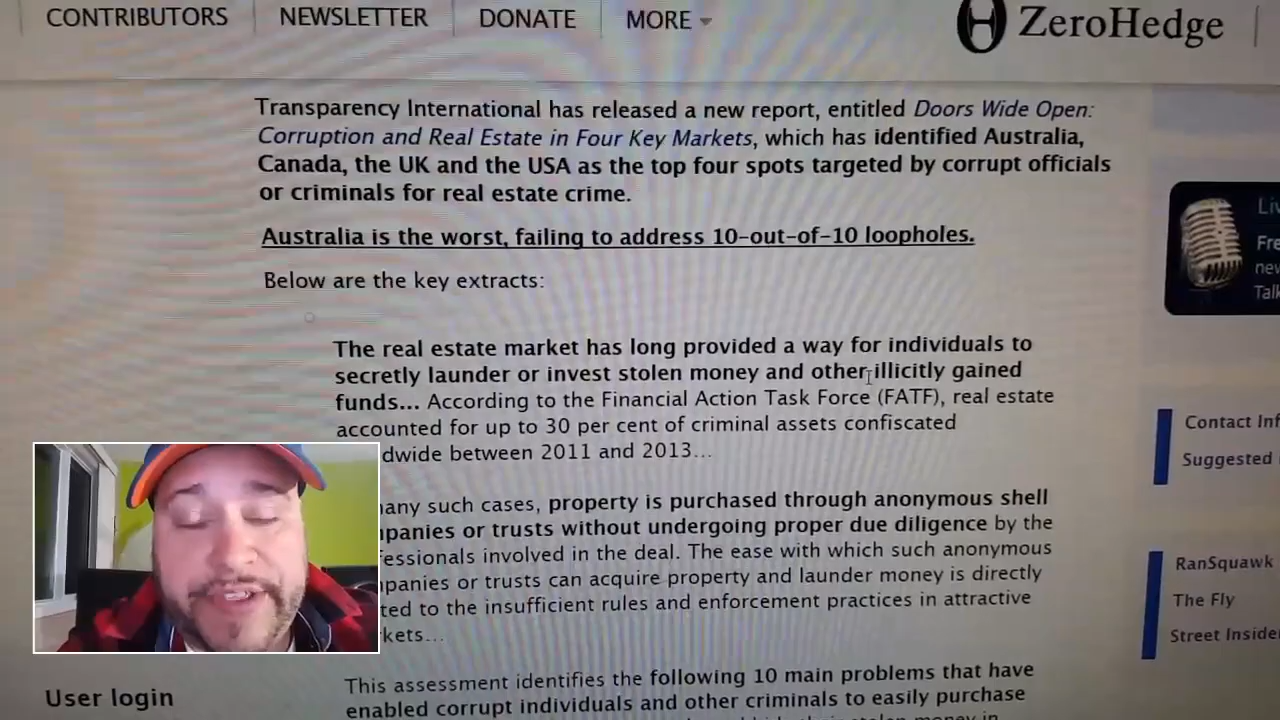 CONTRIBUTORS NEWSLETTER DONATE MORE
ZeroHedge
Transparency International has released a new report, entitled Doors Wide Open:
Corruption and Real Estate in Four Key Markets, which has identified Australia,
Canada, the UK and the USA as the top four spots targeted by corrupt officials
or criminals for real estate crime.
Australia is the worst, failing to address 10-out-of-10 loopholes.
Below are the key extracts:
The real estate market has long provided a way for individuals to
secretly launder or invest stolen money and other illicitly gained
funds... According to the Financial Action Task Force (FATF), real estate
accounted for up to 30 per cent of criminal assets confiscated
dwide between 2011 and 2013...
many such cases, property is purchased through anonymous shell
panies or trusts without undergoing proper due diligence by the
fessionals involved in the deal. The ease with which such anonymous
panies or trusts can acquire property and launder money is directly
ted to the insufficient rules and enforcement practices in attractive
kets...
This assessment identifies the following 10 main problems that have
enabled corrupt individuals and other criminals to easily purchase
stolen money in
User login
Liv
Fre
new
Talk
Contact Inf
Suggested
RanSquawk
The Fly
Street Inside